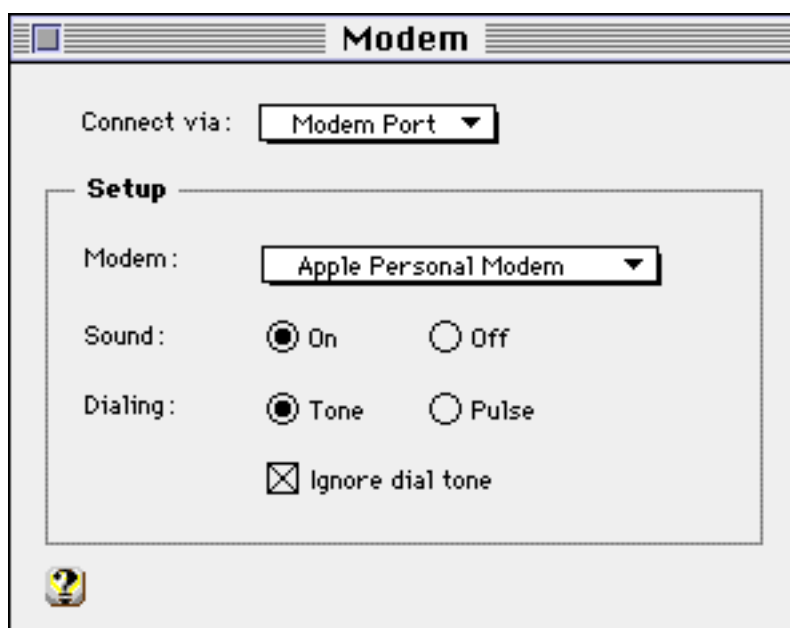 Modem
Connect via: Modem Port
Setup
Modem: Apple Personal Modem
Sound: On Off
Dialing: Tone Pulse
Ignore dial tone
?